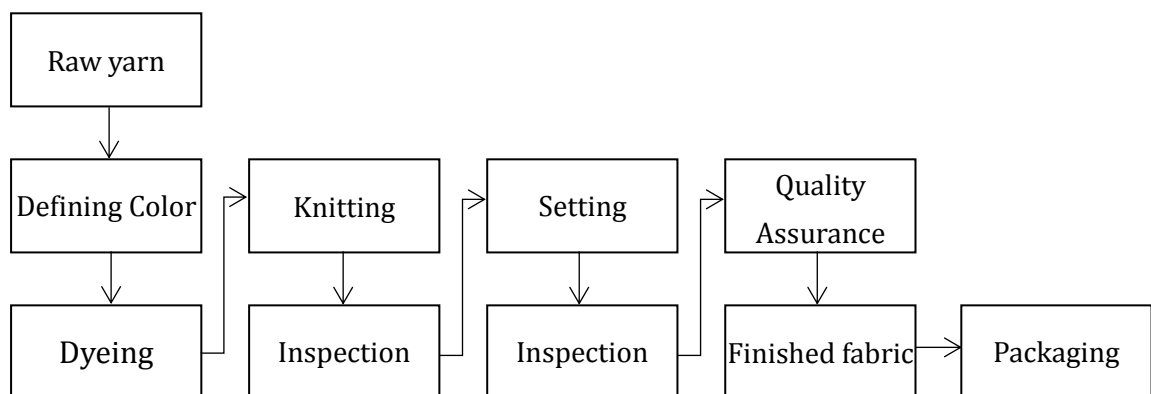 Raw yarn
Defining Color
Dyeing
Knitting
Inspection
Setting
Inspection
Quality
Assurance
Finished fabric
Packaging